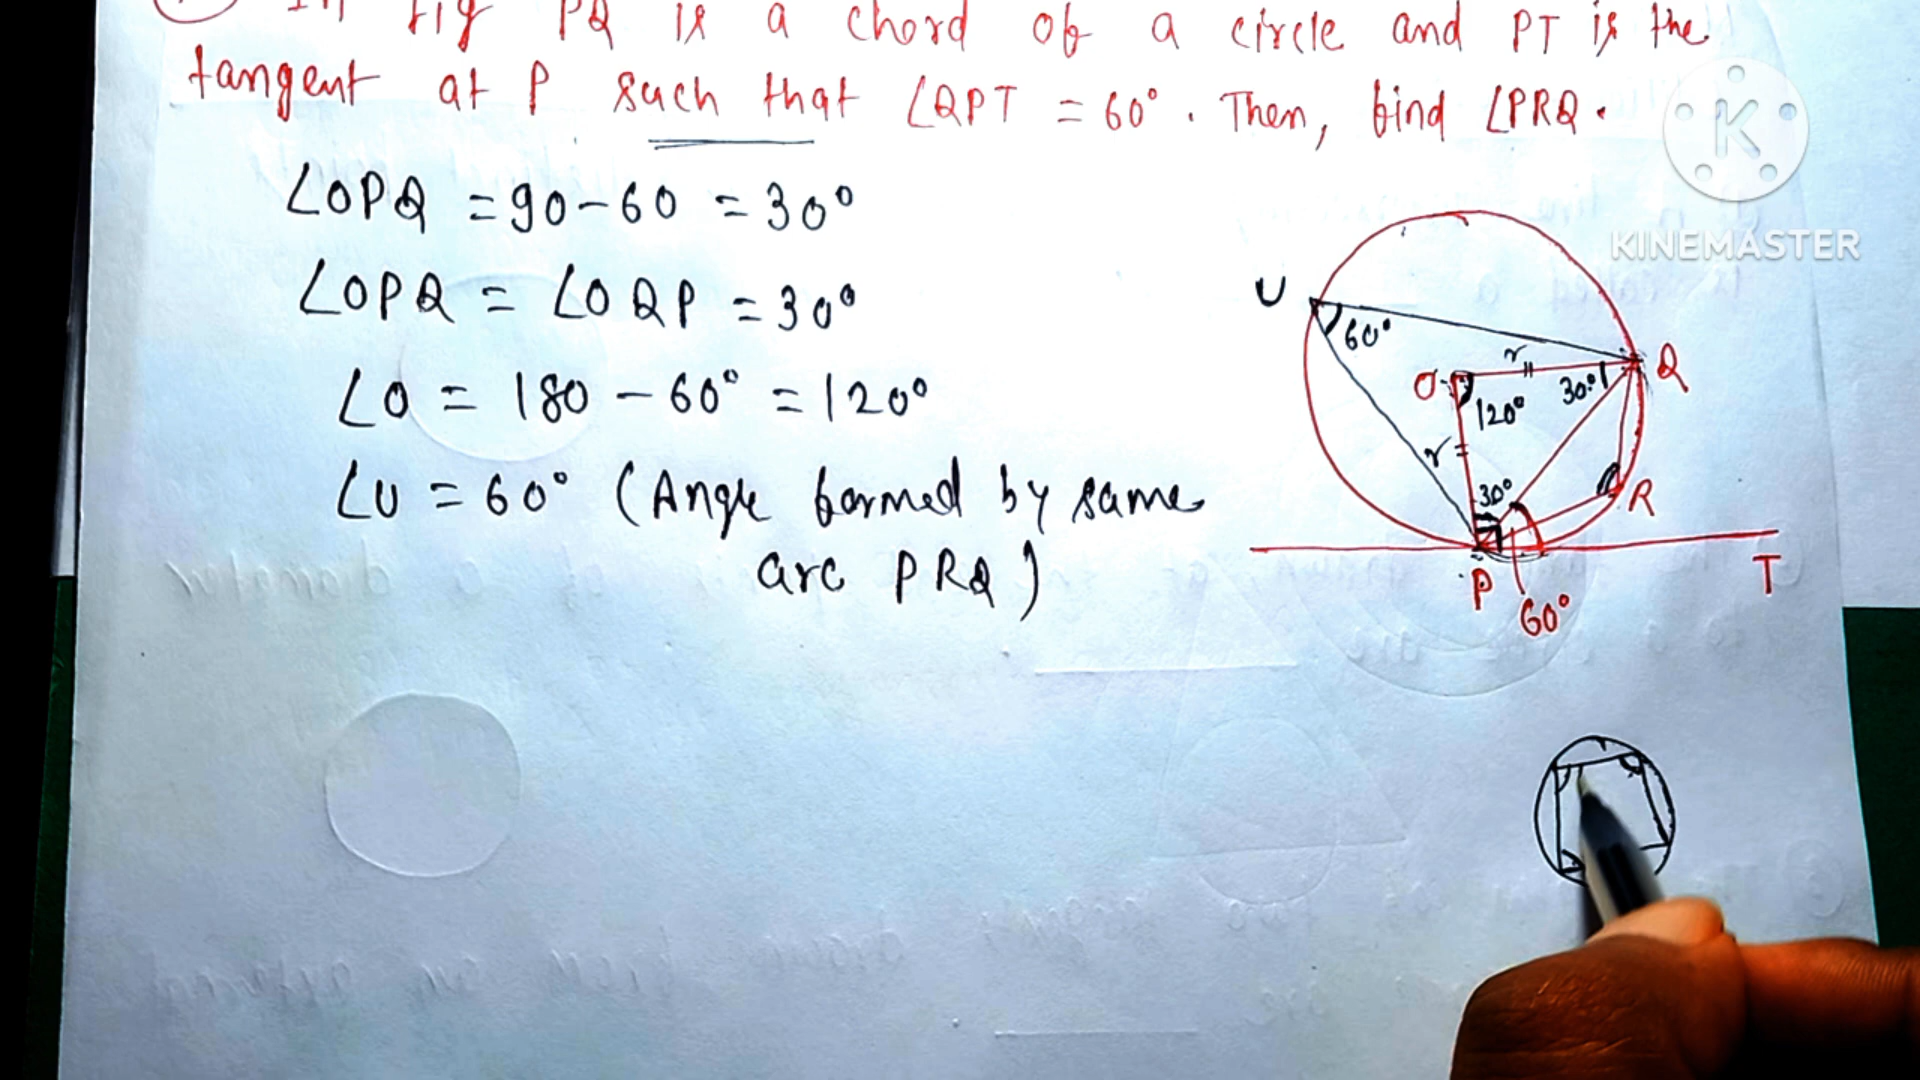 In fig PQ is a chord of a circle and PT is the
tangent at P such that ∠QPT = 60°. Then, find ∠PRQ.
∠OPQ = 90 - 60 = 30°
∠OPQ = ∠OQP = 30°
∠O = 180 - 60° = 120°
∠U = 60° (Angle formed by same
arc PRQ)
K
KINEMASTER
U
60°
r
Q
O
30°
120°
r
30°
R
P
T
60°